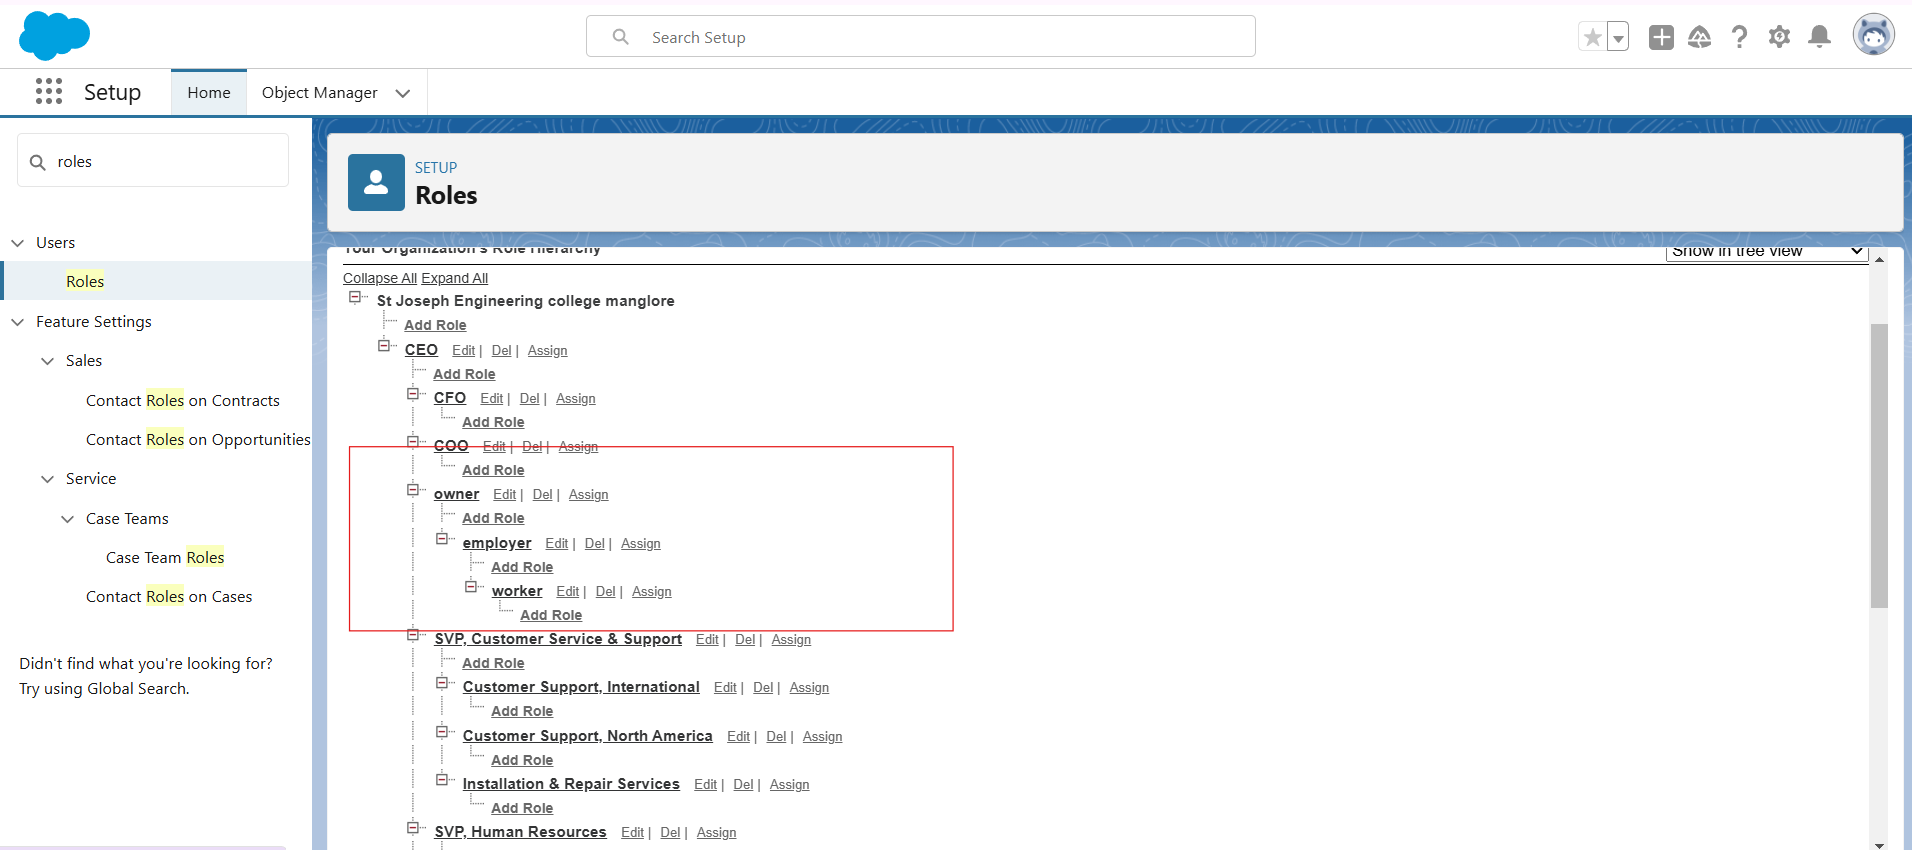 Search Setup
Setup
Home
Object Manager
roles
Users
Roles
Feature Settings
Sales
Contact Roles on Contracts
Contact Roles on Opportunities
Service
Case Teams
Case Team Roles
Contact Roles on Cases
Didn't find what you're looking for?
Try using Global Search.
SETUP
Roles
Your Organization's Role Hierarchy
Show in tree view
Collapse All Expand All
St Joseph Engineering college manglore
Add Role
CEO Edit | Del | Assign
Add Role
CFO Edit | Del | Assign
Add Role
COO Edit | Del | Assign
Add Role
owner Edit | Del | Assign
Add Role
employer Edit | Del | Assign
Add Role
worker Edit | Del | Assign
Add Role
SVP, Customer Service & Support Edit | Del | Assign
Add Role
Customer Support, International Edit | Del | Assign
Add Role
Customer Support, North America Edit | Del | Assign
Add Role
Installation & Repair Services Edit | Del | Assign
Add Role
SVP, Human Resources Edit | Del | Assign